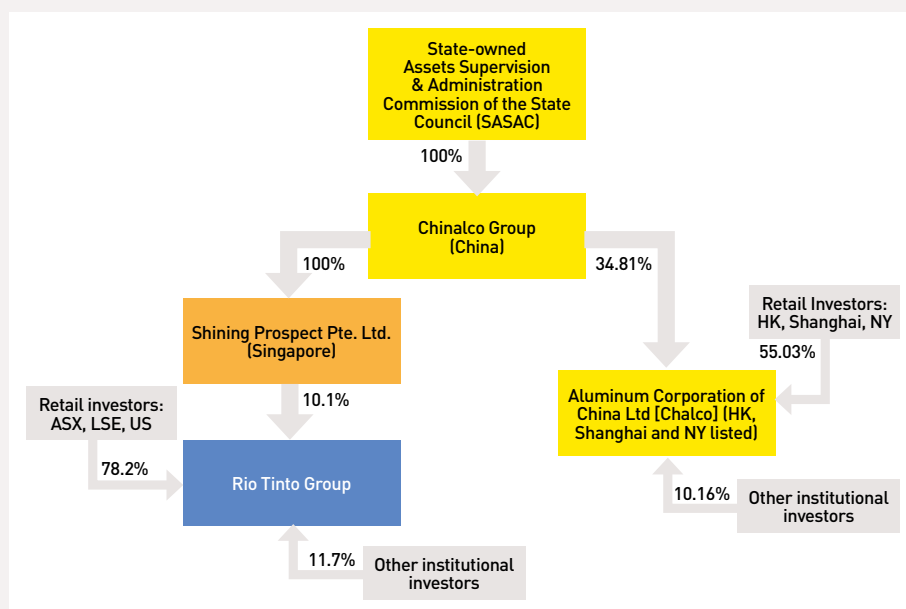 State-owned
Assets Supervision
& Administration
Commission of the State
Council (SASAC)
100%
Chinalco Group
(China)
100%
34.81%
Shining Prospect Pte. Ltd.
(Singapore)
Retail Investors:
HK, Shanghai, NY
55.03%
10.1%
Aluminum Corporation of
China Ltd [Chalco] (HK,
Shanghai and NY listed)
Retail investors:
ASX, LSE, US
78.2%
Rio Tinto Group
10.16%
Other institutional
investors
11.7%
Other institutional
investors